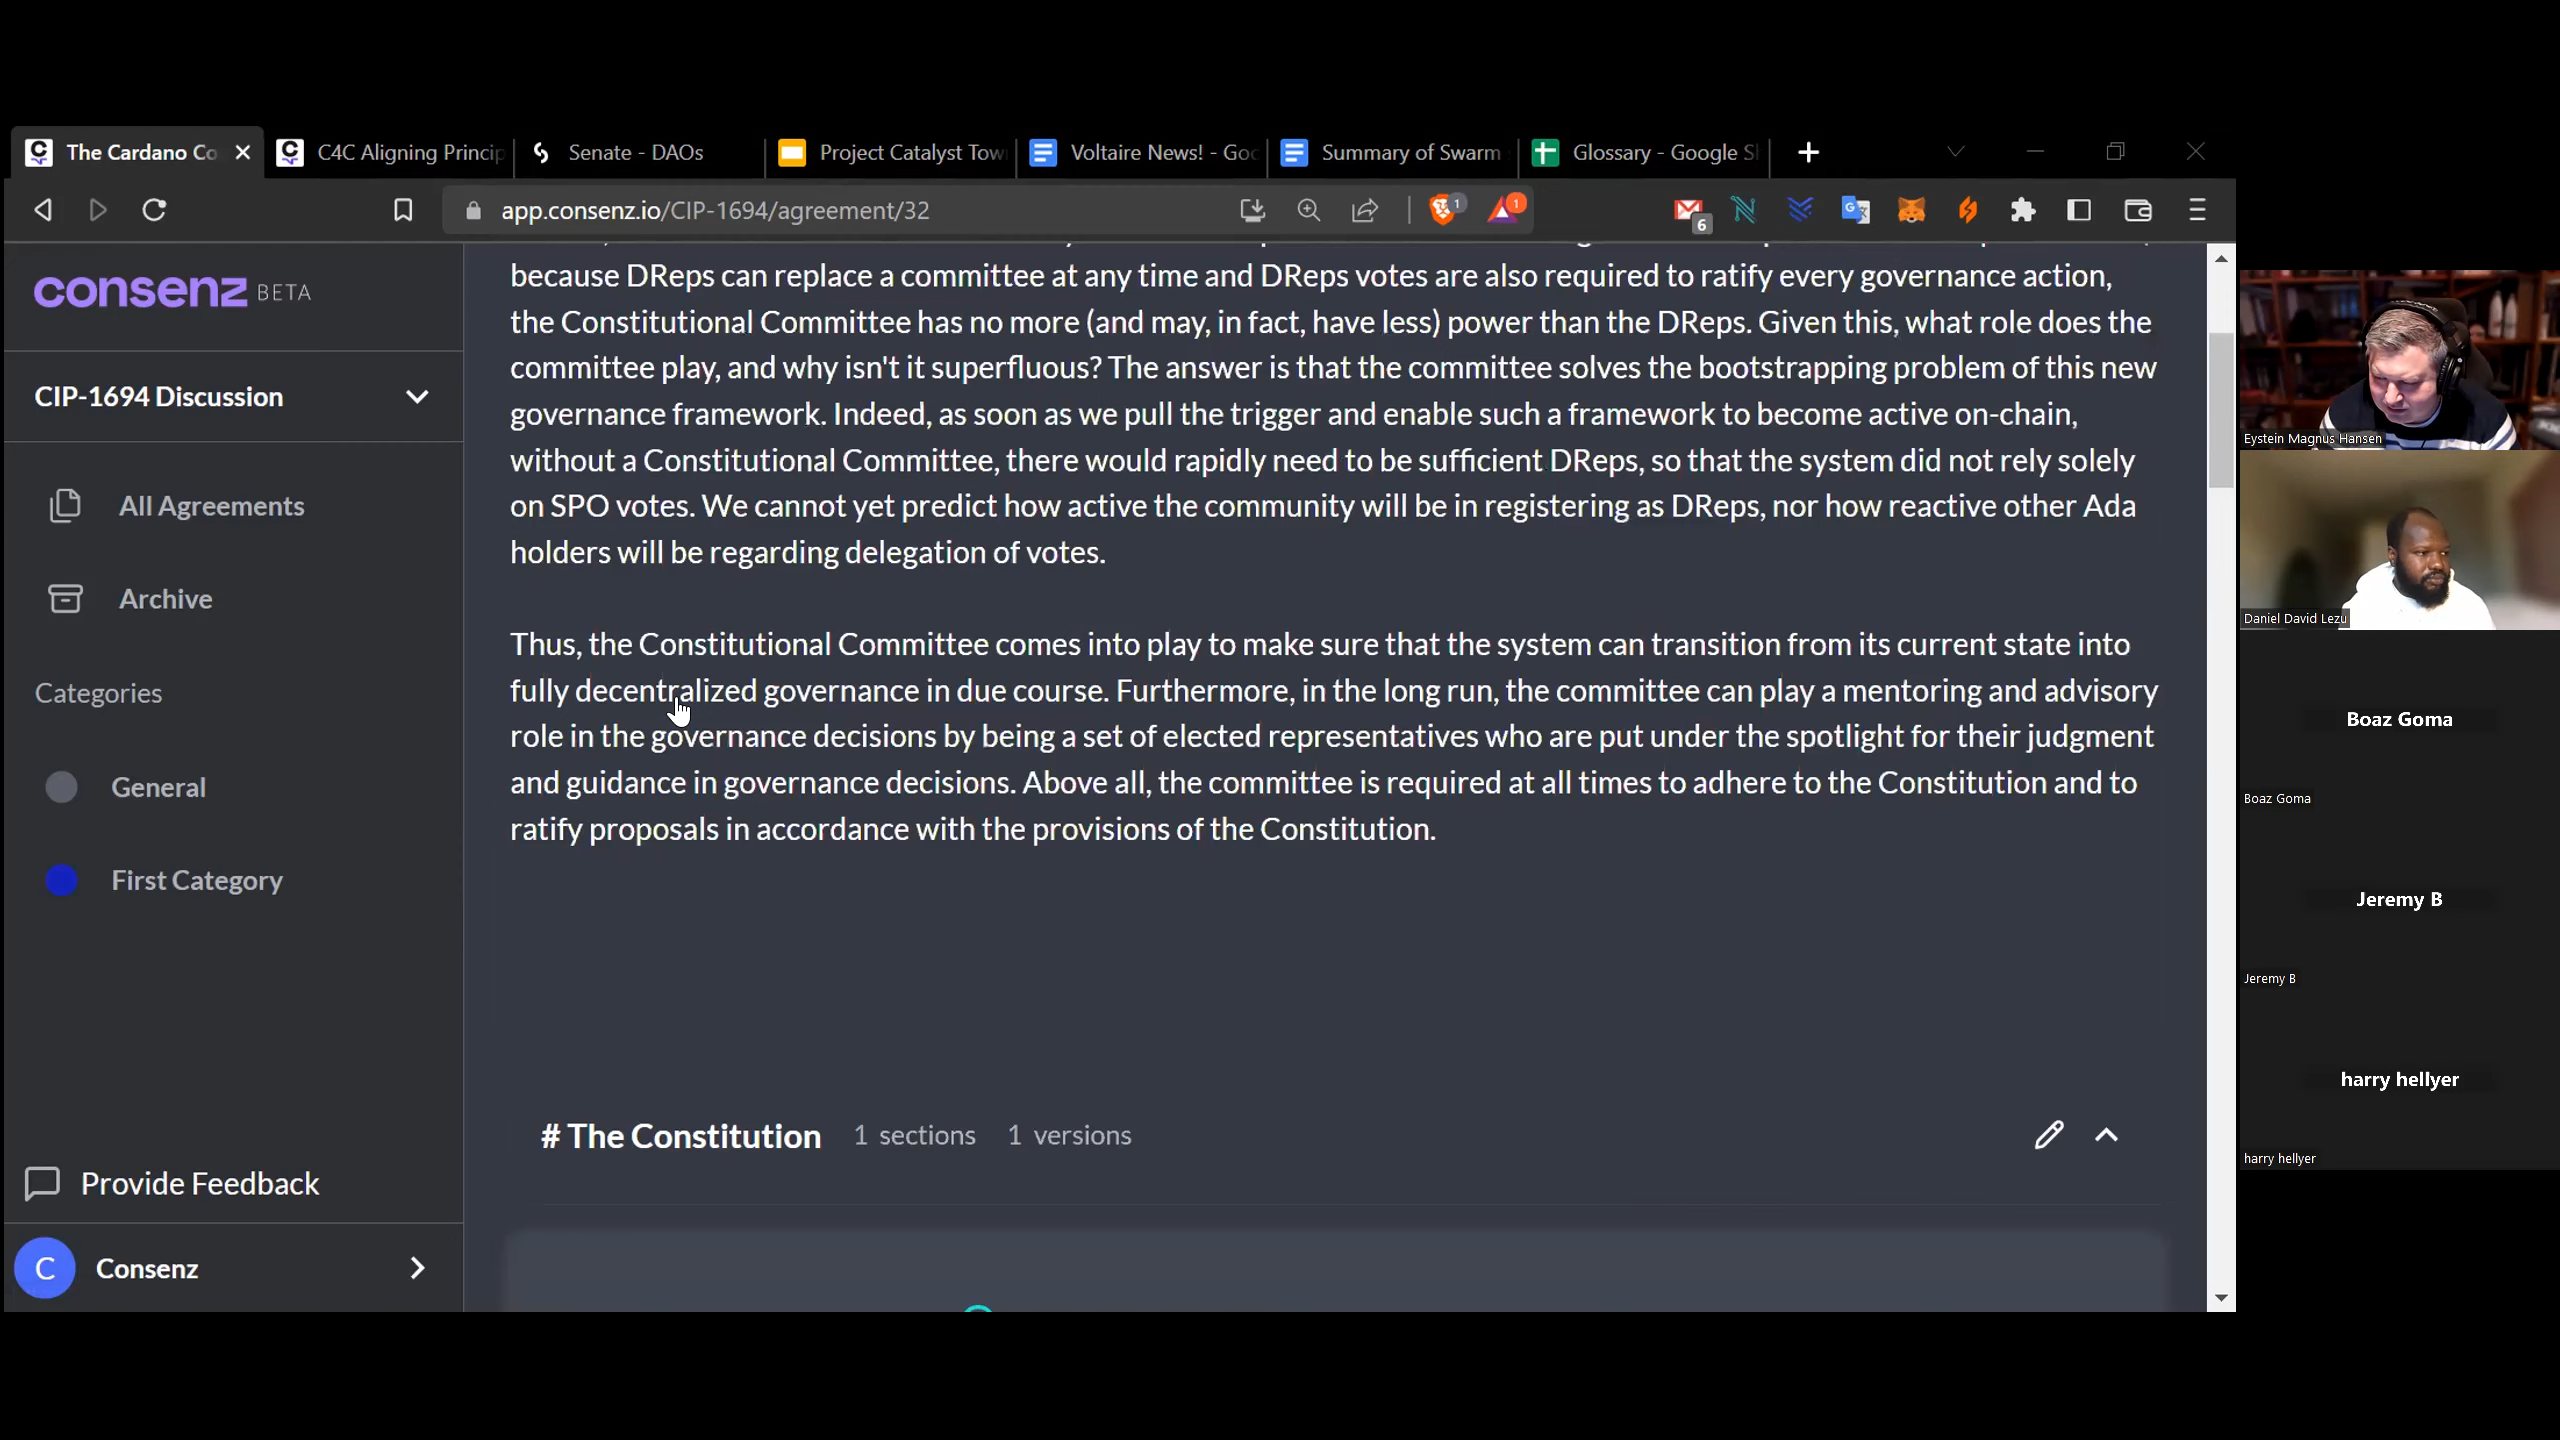 The Cardano Co
C4C Aligning Princip
Senate - DAOs
Project Catalyst Tow
Voltaire News! - Goo
Summary of Swarm
Glossary - Google Sh
app.consenz.io/CIP-1694/agreement/32
1
1
6
consenz BETA
CIP-1694 Discussion
All Agreements
Archive
Categories
General
First Category
Provide Feedback
C
Consenz
because DReps can replace a committee at any time and DReps votes are also required to ratify every governance action,
the Constitutional Committee has no more (and may, in fact, have less) power than the DReps. Given this, what role does the
committee play, and why isn't it superfluous? The answer is that the committee solves the bootstrapping problem of this new
governance framework. Indeed, as soon as we pull the trigger and enable such a framework to become active on-chain,
without a Constitutional Committee, there would rapidly need to be sufficient DReps, so that the system did not rely solely
on SPO votes. We cannot yet predict how active the community will be in registering as DReps, nor how reactive other Ada
holders will be regarding delegation of votes.
Thus, the Constitutional Committee comes into play to make sure that the system can transition from its current state into
fully decentralized governance in due course. Furthermore, in the long run, the committee can play a mentoring and advisory
role in the governance decisions by being a set of elected representatives who are put under the spotlight for their judgment
and guidance in governance decisions. Above all, the committee is required at all times to adhere to the Constitution and to
ratify proposals in accordance with the provisions of the Constitution.
# The Constitution 1 sections 1 versions
Eystein Magnus Hansen
Daniel David Lezu
Boaz Goma
Boaz Goma
Jeremy B
Jeremy B
harry hellyer
harry hellyer